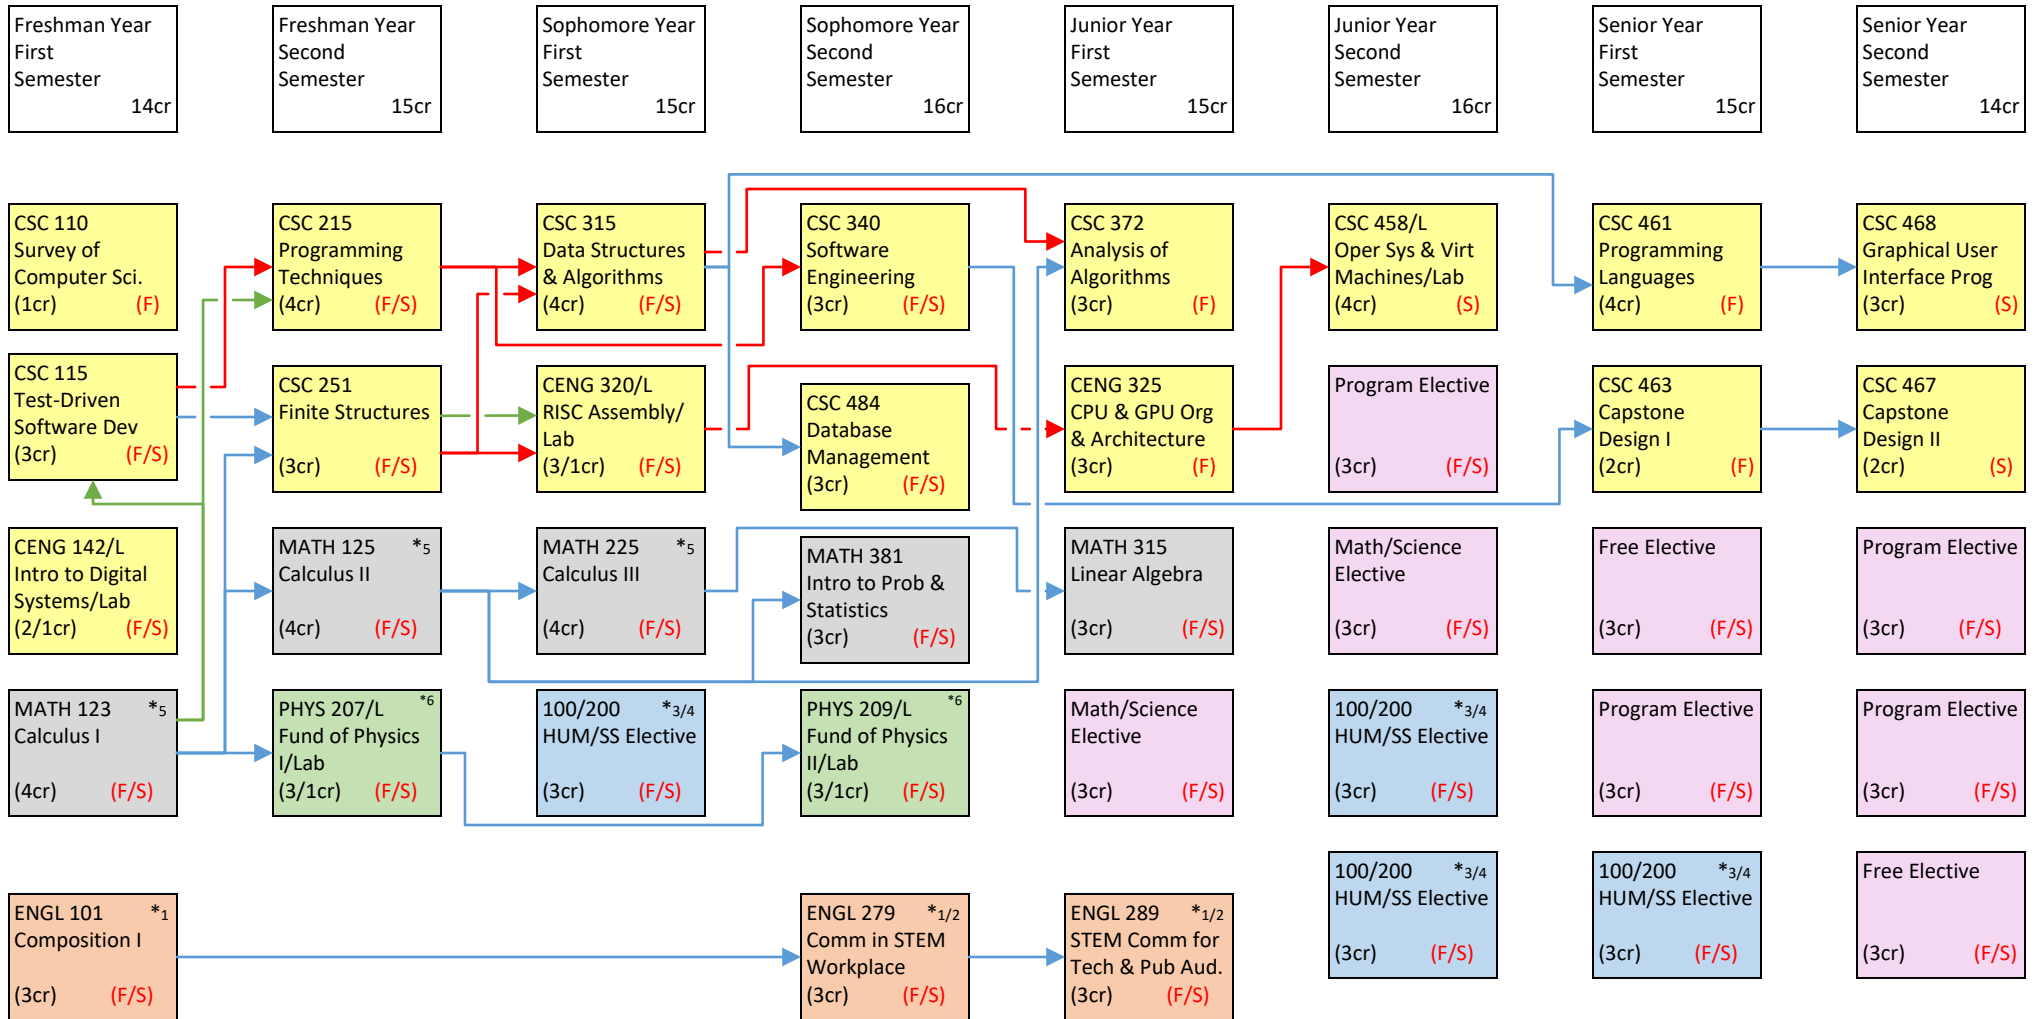 Freshman Year
First
Semester
14cr
Freshman Year
Second
Semester
15cr
Sophomore Year
First
Semester
15cr
Sophomore Year
Second
Semester
16cr
Junior Year
First
Semester
15cr
Junior Year
Second
Semester
16cr
Senior Year
First
Semester
15cr
Senior Year
Second
Semester
14cr
CSC 110
Survey of
Computer Sci.
(1cr) (F)
CSC 215
Programming
Techniques
(4cr) (F/S)
CSC 315
Data Structures
& Algorithms
(4cr) (F/S)
CSC 340
Software
Engineering
(3cr) (F/S)
CSC 372
Analysis of
Algorithms
(3cr) (F)
CSC 458/L
Oper Sys & Virt
Machines/Lab
(4cr) (S)
CSC 461
Programming
Languages
(4cr) (F)
CSC 468
Graphical User
Interface Prog
(3cr) (S)
CSC 115
Test-Driven
Software Dev
(3cr) (F/S)
CSC 251
Finite Structures
(3cr) (F/S)
CENG 320/L
RISC Assembly/
Lab
(3/1cr) (F/S)
CSC 484
Database
Management
(3cr) (F/S)
CENG 325
CPU & GPU Org
& Architecture
(3cr) (F)
Program Elective
(3cr) (F/S)
CSC 463
Capstone
Design I
(2cr) (F)
CSC 467
Capstone
Design II
(2cr) (S)
CENG 142/L
Intro to Digital
Systems/Lab
(2/1cr) (F/S)
MATH 125 *5
Calculus II
(4cr) (F/S)
MATH 225 *5
Calculus III
(4cr) (F/S)
MATH 381
Intro to Prob &
Statistics
(3cr) (F/S)
MATH 315
Linear Algebra
(3cr) (F/S)
Math/Science
Elective
(3cr) (F/S)
Free Elective
(3cr) (F/S)
Program Elective
(3cr) (F/S)
MATH 123 *5
Calculus I
(4cr) (F/S)
PHYS 207/L *6
Fund of Physics
I/Lab
(3/1cr) (F/S)
100/200 *3/4
HUM/SS Elective
(3cr) (F/S)
PHYS 209/L *6
Fund of Physics
II/Lab
(3/1cr) (F/S)
Math/Science
Elective
(3cr) (F/S)
100/200 *3/4
HUM/SS Elective
(3cr) (F/S)
Program Elective
(3cr) (F/S)
Program Elective
(3cr) (F/S)
ENGL 101 *1
Composition I
(3cr) (F/S)
ENGL 279 *1/2
Comm in STEM
Workplace
(3cr) (F/S)
ENGL 289 *1/2
STEM Comm for
Tech & Pub Aud.
(3cr) (F/S)
100/200 *3/4
HUM/SS Elective
(3cr) (F/S)
100/200 *3/4
HUM/SS Elective
(3cr) (F/S)
Free Elective
(3cr) (F/S)